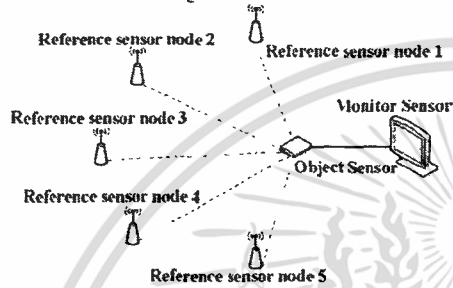 Reference sensor node 1
Reference sensor node 2
Monitor Sensor
Reference sensor node 3
Object Sensor
Reference sensor node 4
Reference sensor node 5